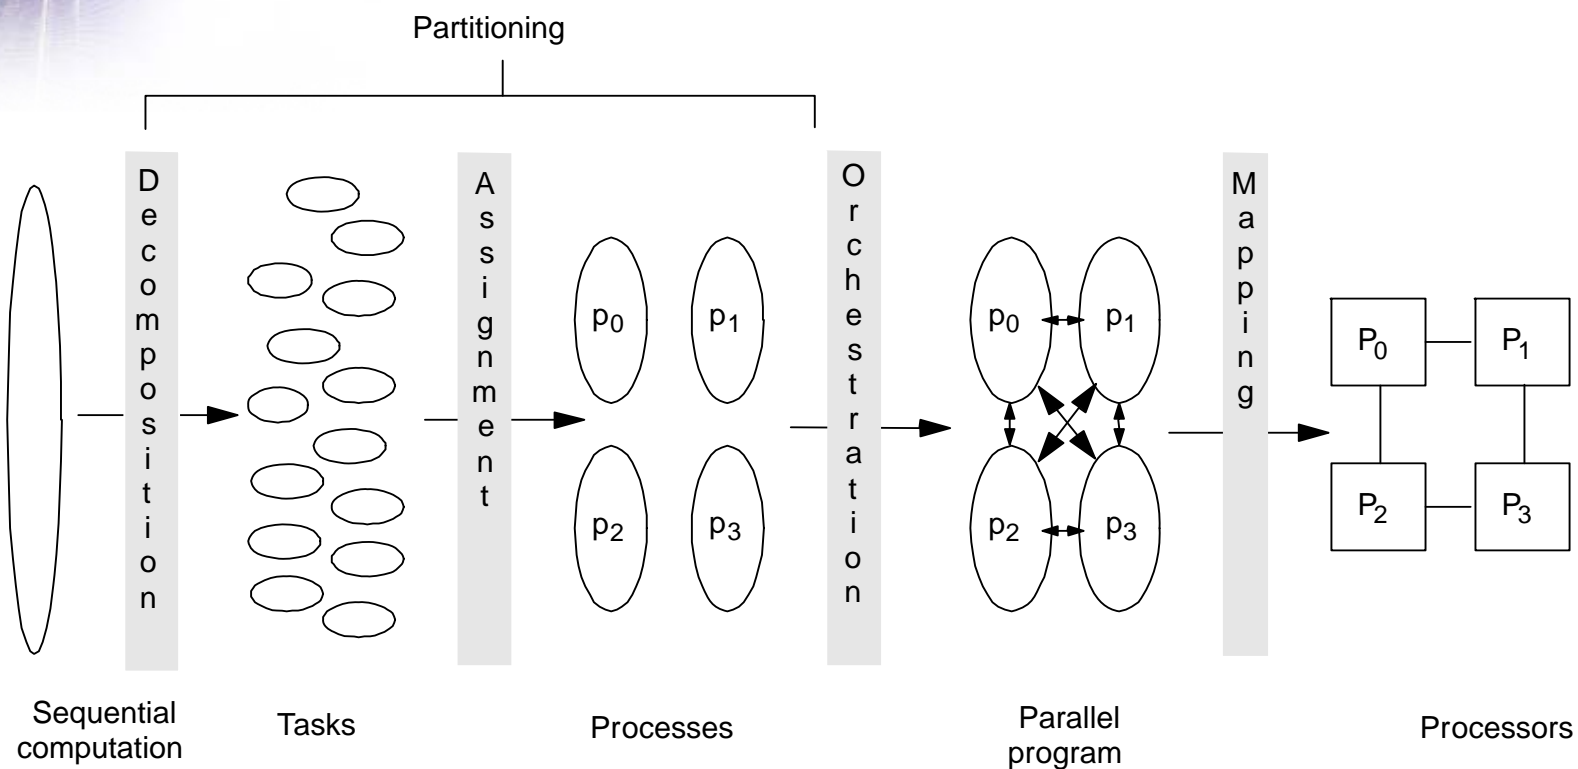 Partitioning
Decomposition
Assignment
Orchestration
Mapping
p0
p1
p2
p3
p0
p1
p2
p3
P0
P1
P2
P3
Sequential
computation
Tasks
Processes
Parallel
program
Processors